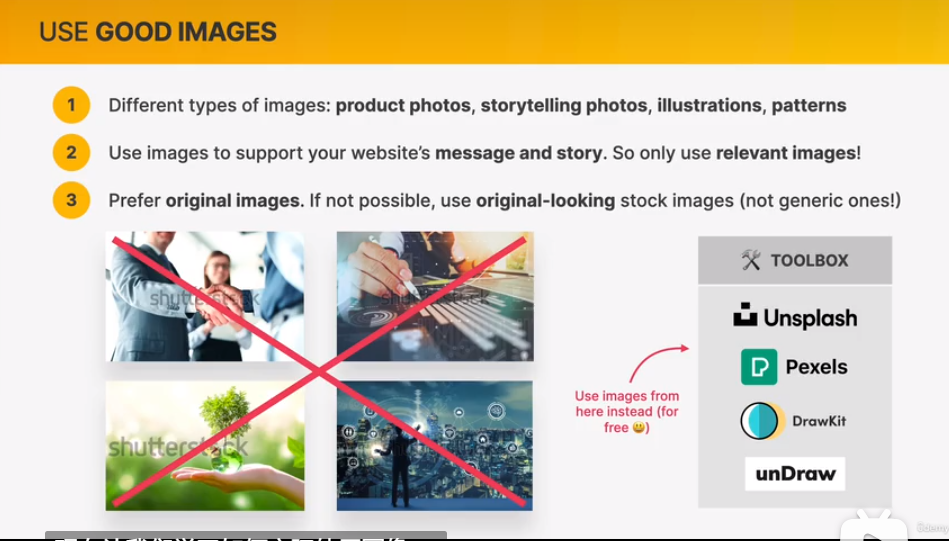 USE GOOD IMAGES
1 Different types of images: product photos, storytelling photos, illustrations, patterns
2 Use images to support your website's message and story. So only use relevant images!
3 Prefer original images. If not possible, use original-looking stock images (not generic ones!)
shutterstock
shutterstock
shutterstock
TOOLBOX
Unsplash
Pexels
DrawKit
unDraw
Use images from
here instead (for
free 😀)
Udemy